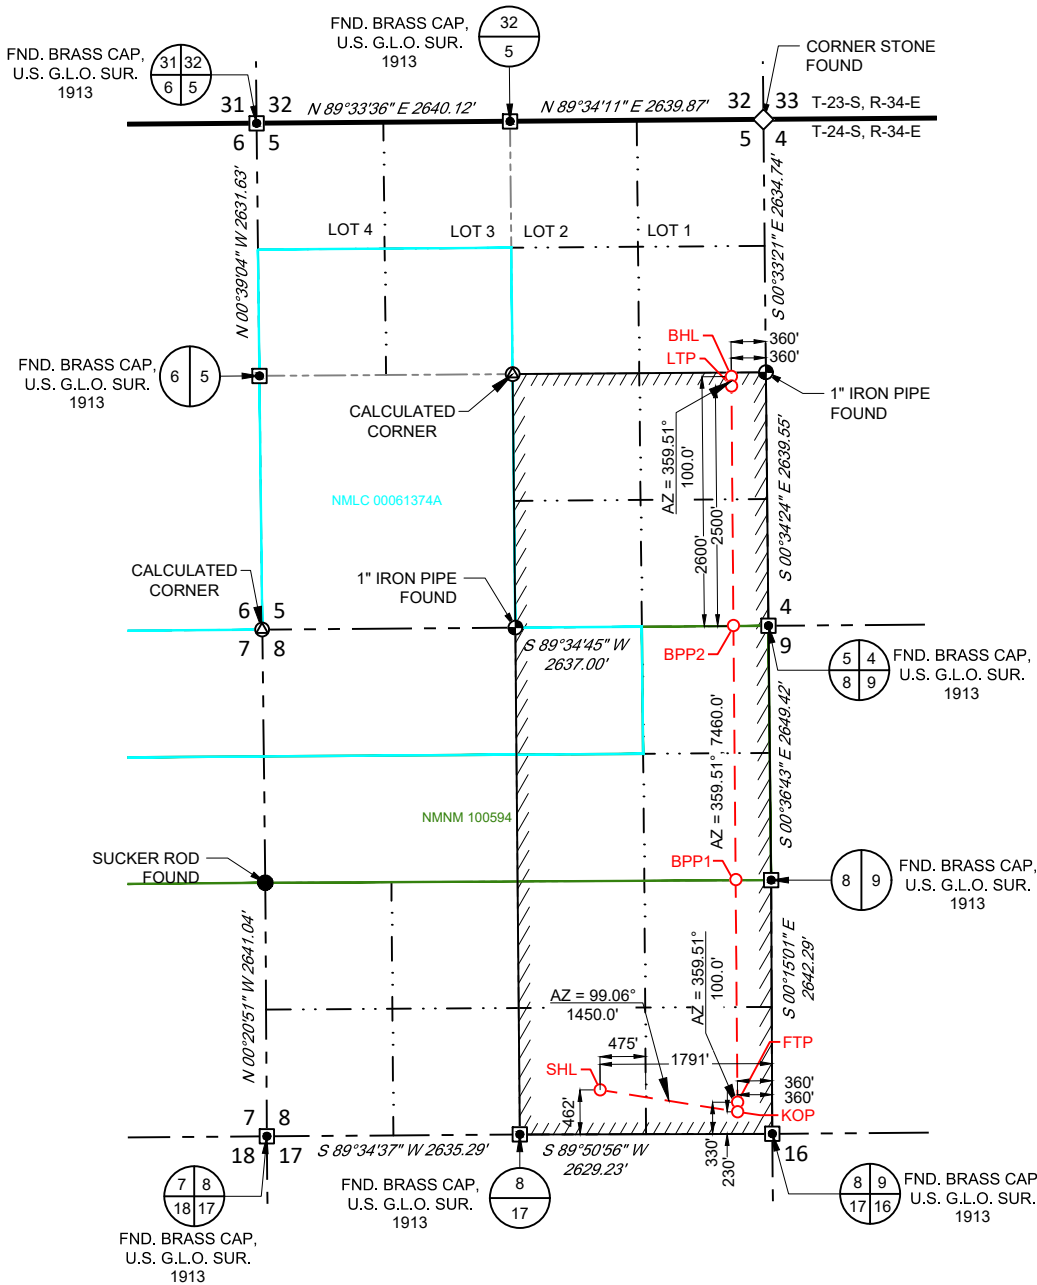 FND. BRASS CAP,
U.S. G.L.O. SUR.
1913
31 32
6 5
FND. BRASS CAP,
U.S. G.L.O. SUR.
1913
32
5
CORNER STONE
FOUND
31 32
6 5
N 89°33'36" E 2640.12'
N 89°34'11" E 2639.87'
32 33
5 4
T-23-S, R-34-E
T-24-S, R-34-E
N 00°39'04" W 2631.63'
S 00°33'21" E 2634.74'
LOT 4
LOT 3
LOT 2
LOT 1
FND. BRASS CAP,
U.S. G.L.O. SUR.
1913
6 5
BHL
LTP
360'
360'
CALCULATED
CORNER
1" IRON PIPE
FOUND
AZ = 359.51°
100.0'
2600'
2500'
S 00°34'24" E 2639.55'
NMLC 00061374A
CALCULATED
CORNER
1" IRON PIPE
FOUND
6 5
7 8
S 89°34'45" W
2637.00'
BPP2
4
9
5 4
8 9
FND. BRASS CAP,
U.S. G.L.O. SUR.
1913
AZ = 359.51° 7460.0'
S 00°36'43" E 2649.42'
NMNM 100594
SUCKER ROD
FOUND
BPP1
8 9
FND. BRASS CAP,
U.S. G.L.O. SUR.
1913
N 00°20'51" W 2641.04'
S 00°15'01" E
2642.29'
AZ = 99.06°
1450.0'
AZ = 359.51°
100.0'
475'
1791'
FTP
SHL
462'
360'
360'
KOP
330'
230'
7 8
18 17
S 89°34'37" W 2635.29'
S 89°50'56" W
2629.23'
16
7 8
18 17
FND. BRASS CAP,
U.S. G.L.O. SUR.
1913
FND. BRASS CAP,
U.S. G.L.O. SUR.
1913
8
17
8 9
17 16
FND. BRASS CAP
U.S. G.L.O. SUR.
1913